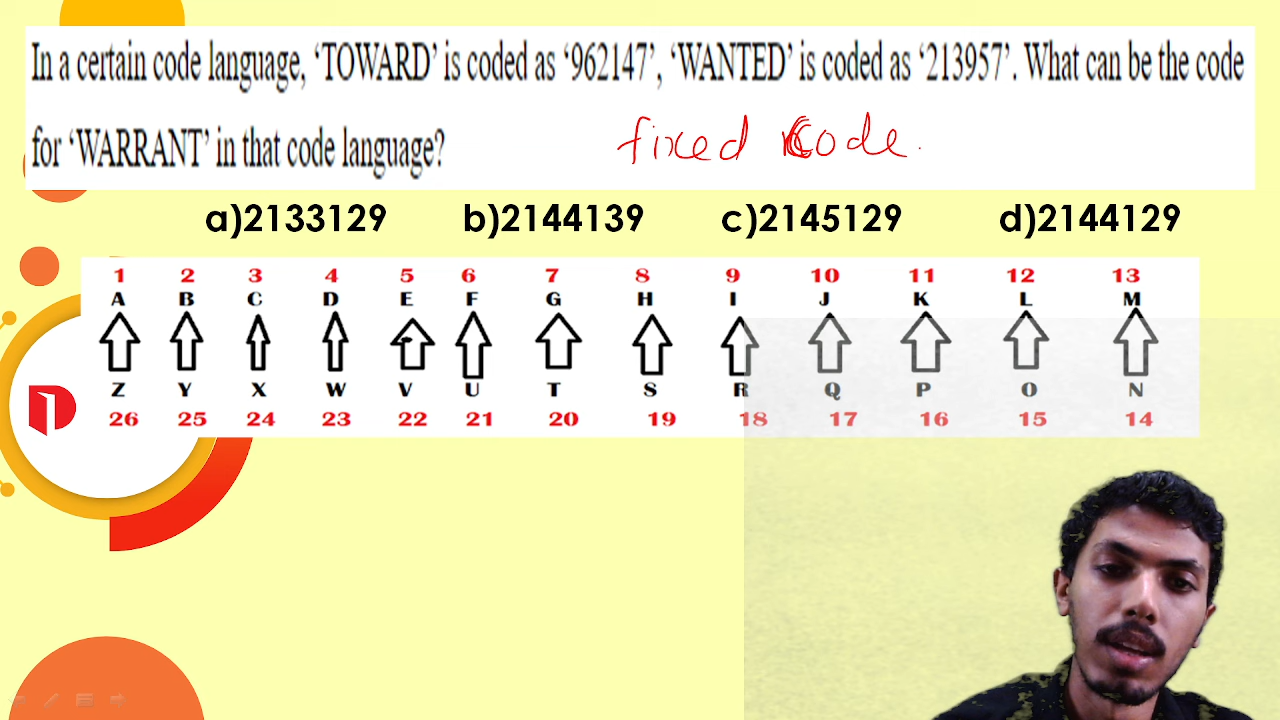 In a certain code language, ‘TOWARD’ is coded as ‘962147’, ‘WANTED’ is coded as ‘213957’. What can be the code
for ‘WARRANT’ in that code language?
fixed Code.
a)2133129 b)2144139 c)2145129 d)2144129
1 2 3 4 5 6 7 8 9 10 11 12 13
A B C D E F G H I J K L M
Z Y X W V U T S R Q P O N
26 25 24 23 22 21 20 19 18 17 16 15 14